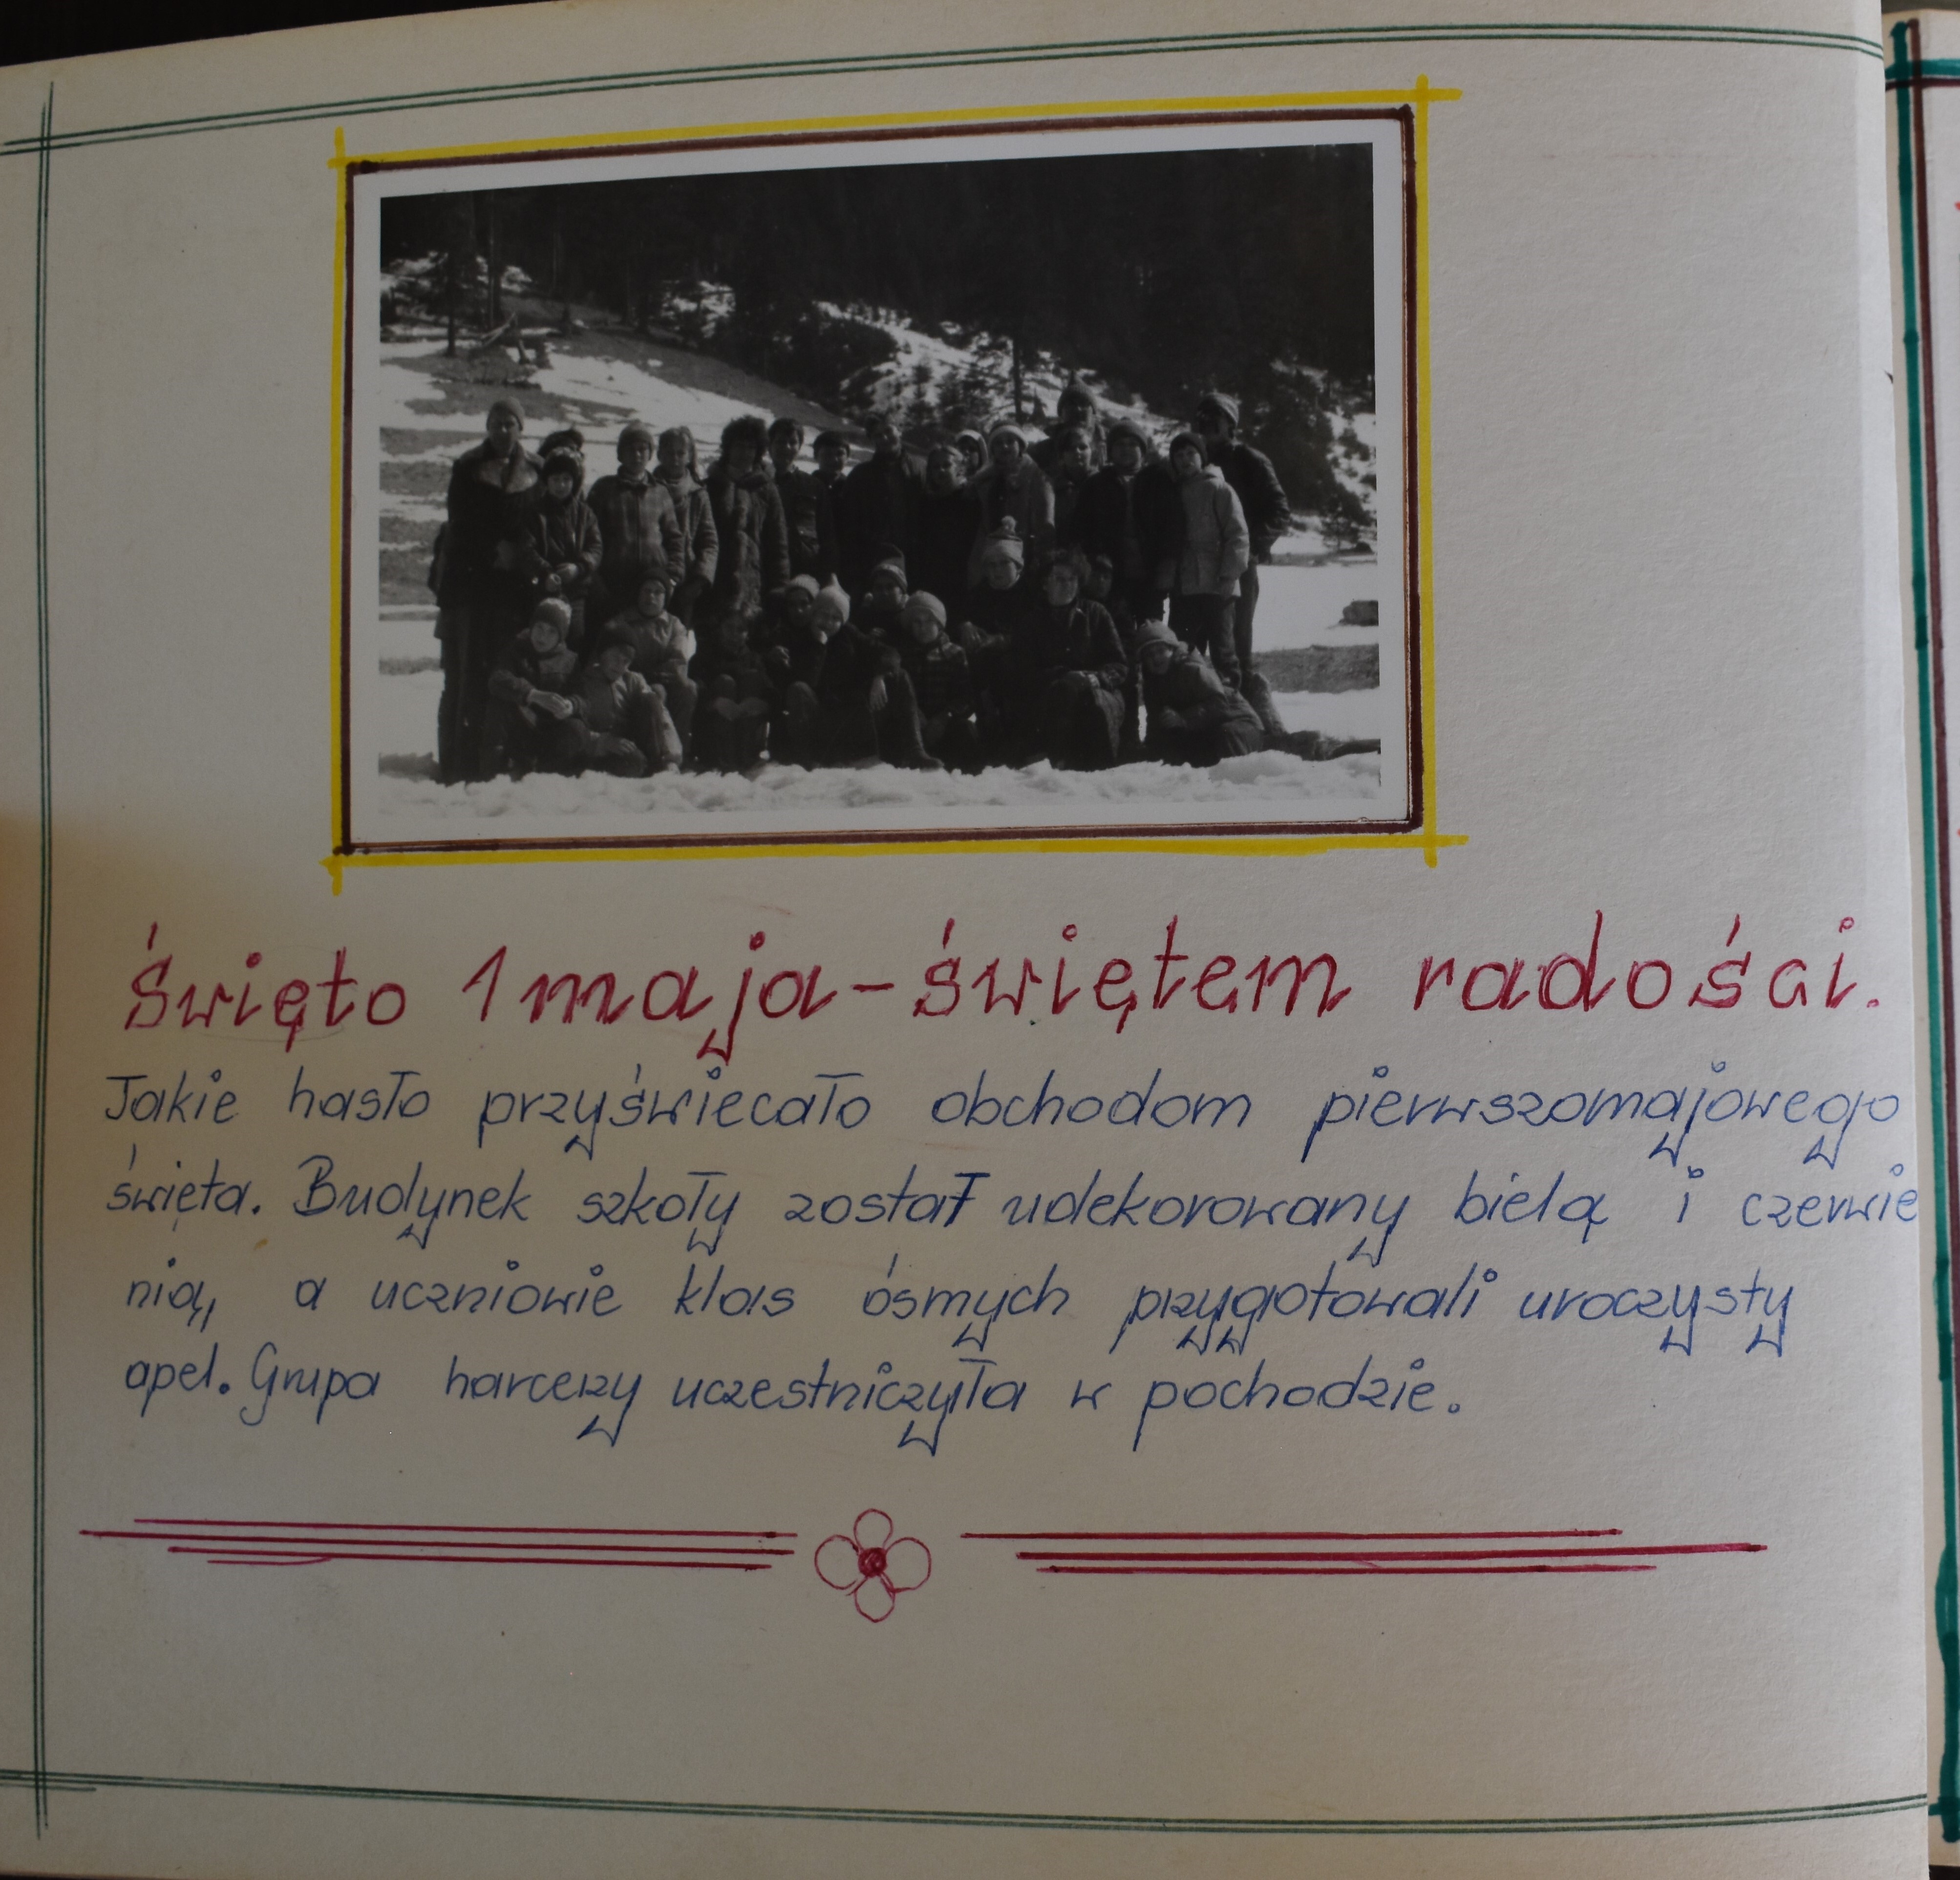 święto 1 maja - świętem radości.
Jakie hasło przyświecało obchodom pierwszomajowego
święta. Budynek szkoły został udekorowany bielą i czerwie
nią, a uczniowie klas ósmych przygotowali uroczysty
apel. Grupa harcerzy uczestniczyła w pochodzie.